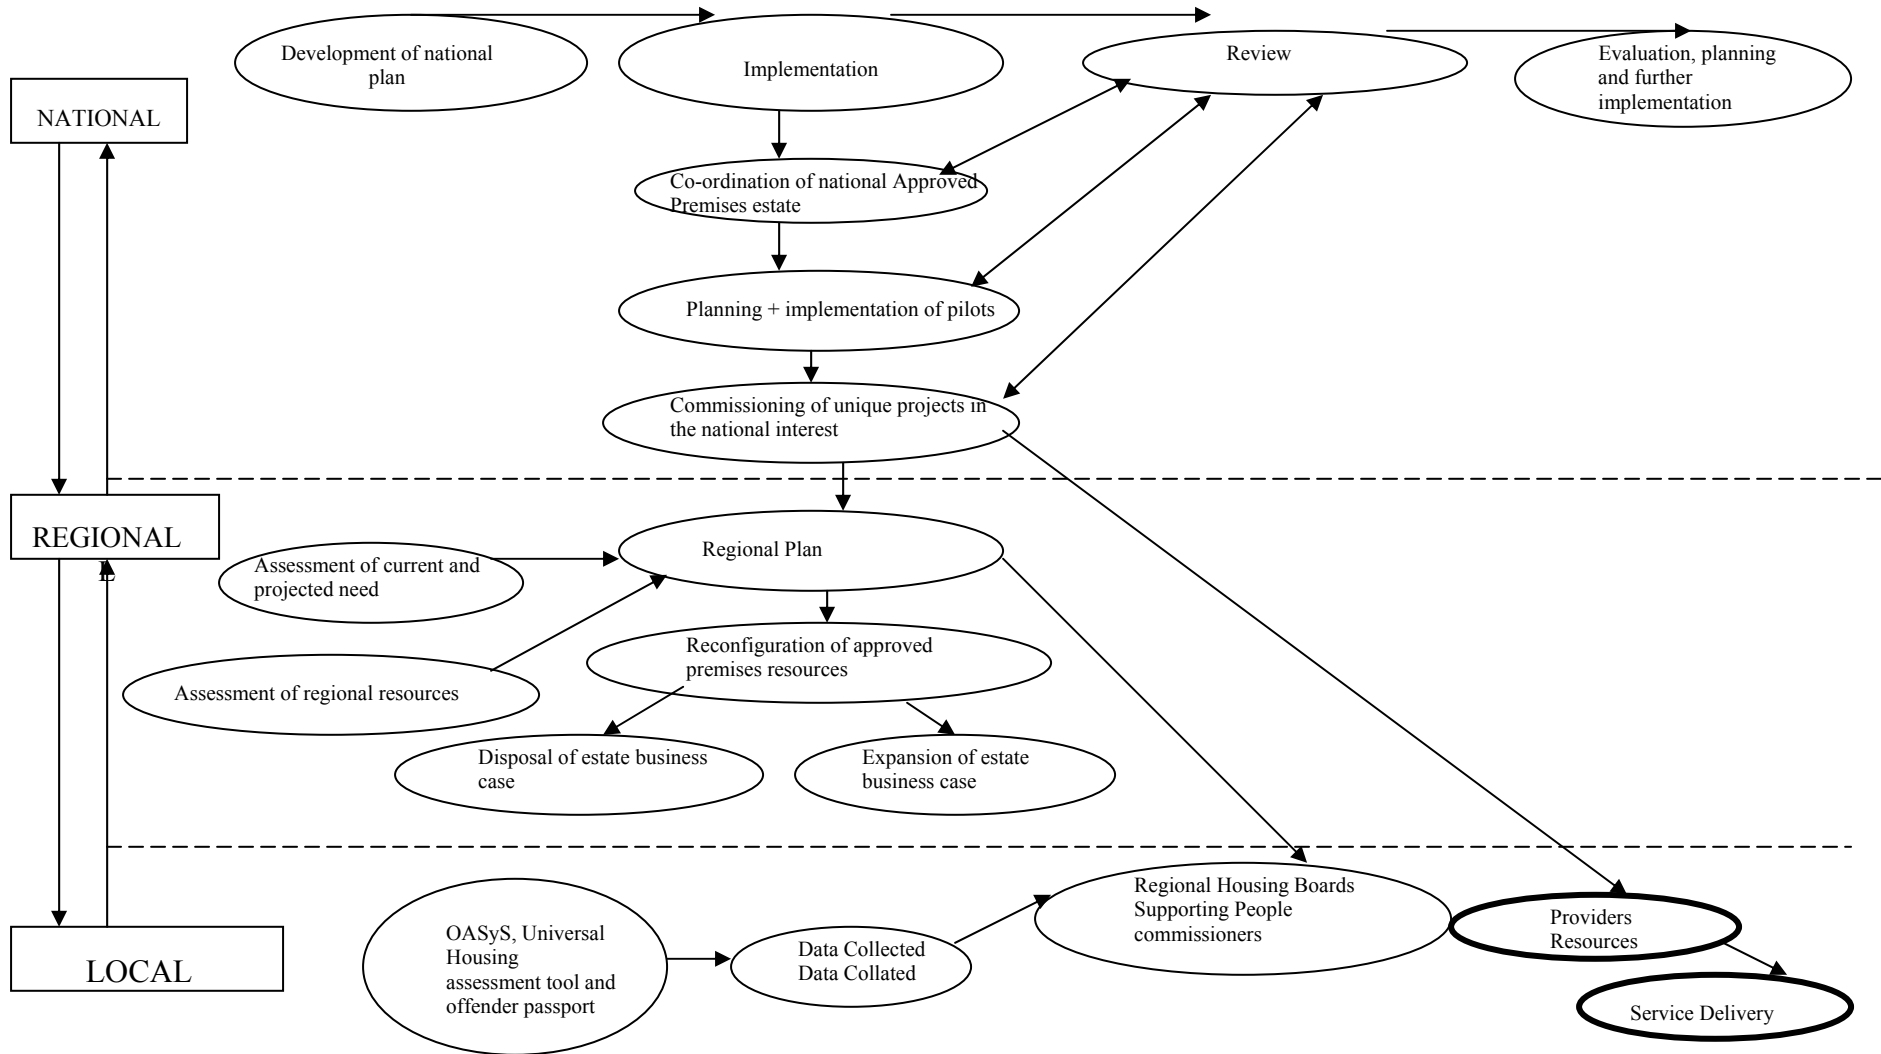 Development of national
plan
Implementation
Review
Evaluation, planning
and further
implementation
NATIONAL
Co-ordination of national Approved
Premises estate
Planning + implementation of pilots
Commissioning of unique projects in
the national interest
REGIONAL
L
Regional Plan
Assessment of current and
projected need
Reconfiguration of approved
premises resources
Assessment of regional resources
Disposal of estate business
case
Expansion of estate
business case
LOCAL
OASyS, Universal
Housing
assessment tool and
offender passport
Data Collected
Data Collated
Regional Housing Boards
Supporting People
commissioners
Providers
Resources
Service Delivery